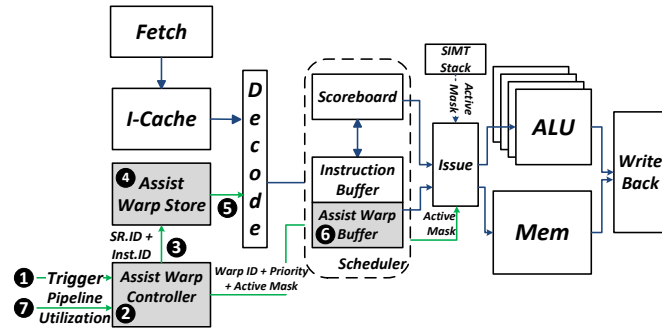 Fetch
I-Cache
Decode
Scoreboard
Instruction
Buffer
6 Assist Warp
Buffer
Scheduler
SIMT
Stack
Active
Mask
Issue
Active
Mask
ALU
Mem
Write
Back
4 Assist
Warp Store
5
SR.ID +
Inst.ID
3
1 Trigger
7 Pipeline
Utilization
Assist Warp
Controller
2
Warp ID + Priority
+ Active Mask